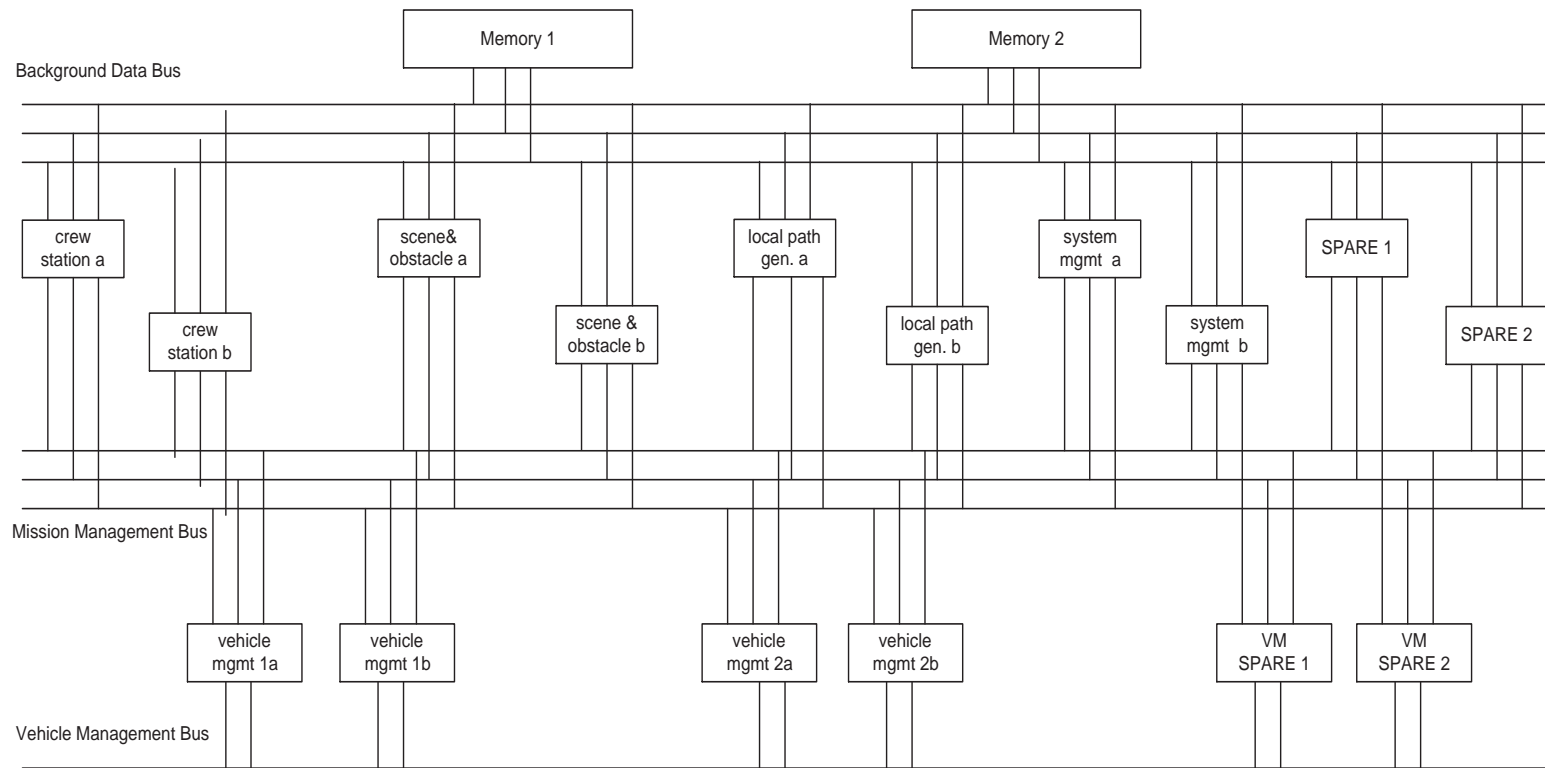 Memory 1
Memory 2
Background Data Bus
crew
station a
scene&
obstacle a
local path
gen. a
system
mgmt a
SPARE 1
crew
station b
scene &
obstacle b
local path
gen. b
system
mgmt b
SPARE 2
Mission Management Bus
vehicle
mgmt 1a
vehicle
mgmt 1b
vehicle
mgmt 2a
vehicle
mgmt 2b
VM
SPARE 1
VM
SPARE 2
Vehicle Management Bus